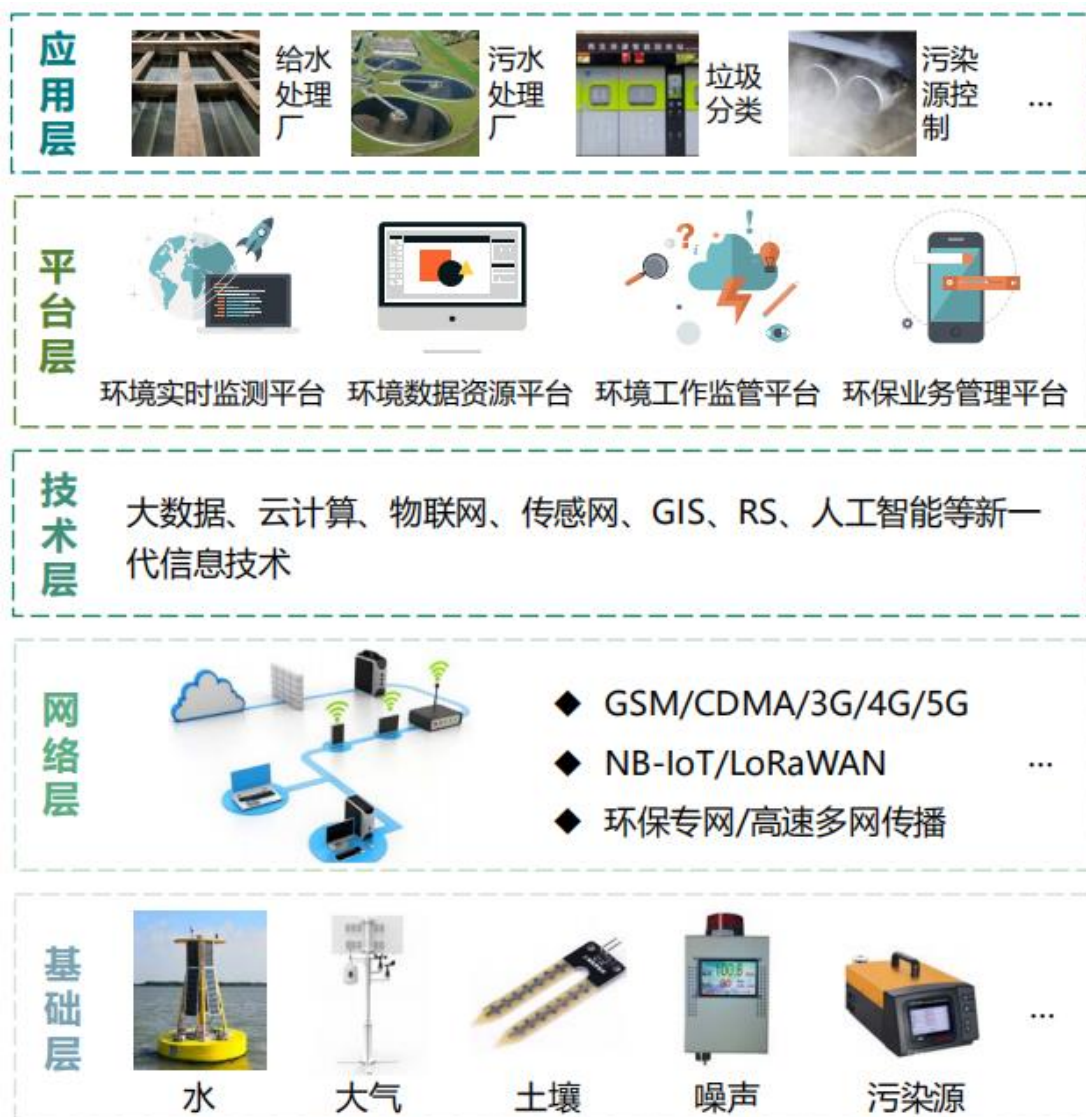 应用层
给水处理厂
污水处理厂
垃圾分类
污染源控制
...
平台层
环境实时监测平台
环境数据资源平台
环境工作监管平台
环保业务管理平台
技术层
大数据、云计算、物联网、传感网、GIS、RS、人工智能等新一
代信息技术
网络层
◆ GSM/CDMA/3G/4G/5G
◆ NB-IoT/LoRaWAN
...
◆ 环保专网/高速多网传播
基础层
100.6
...
水
大气
土壤
噪声
污染源